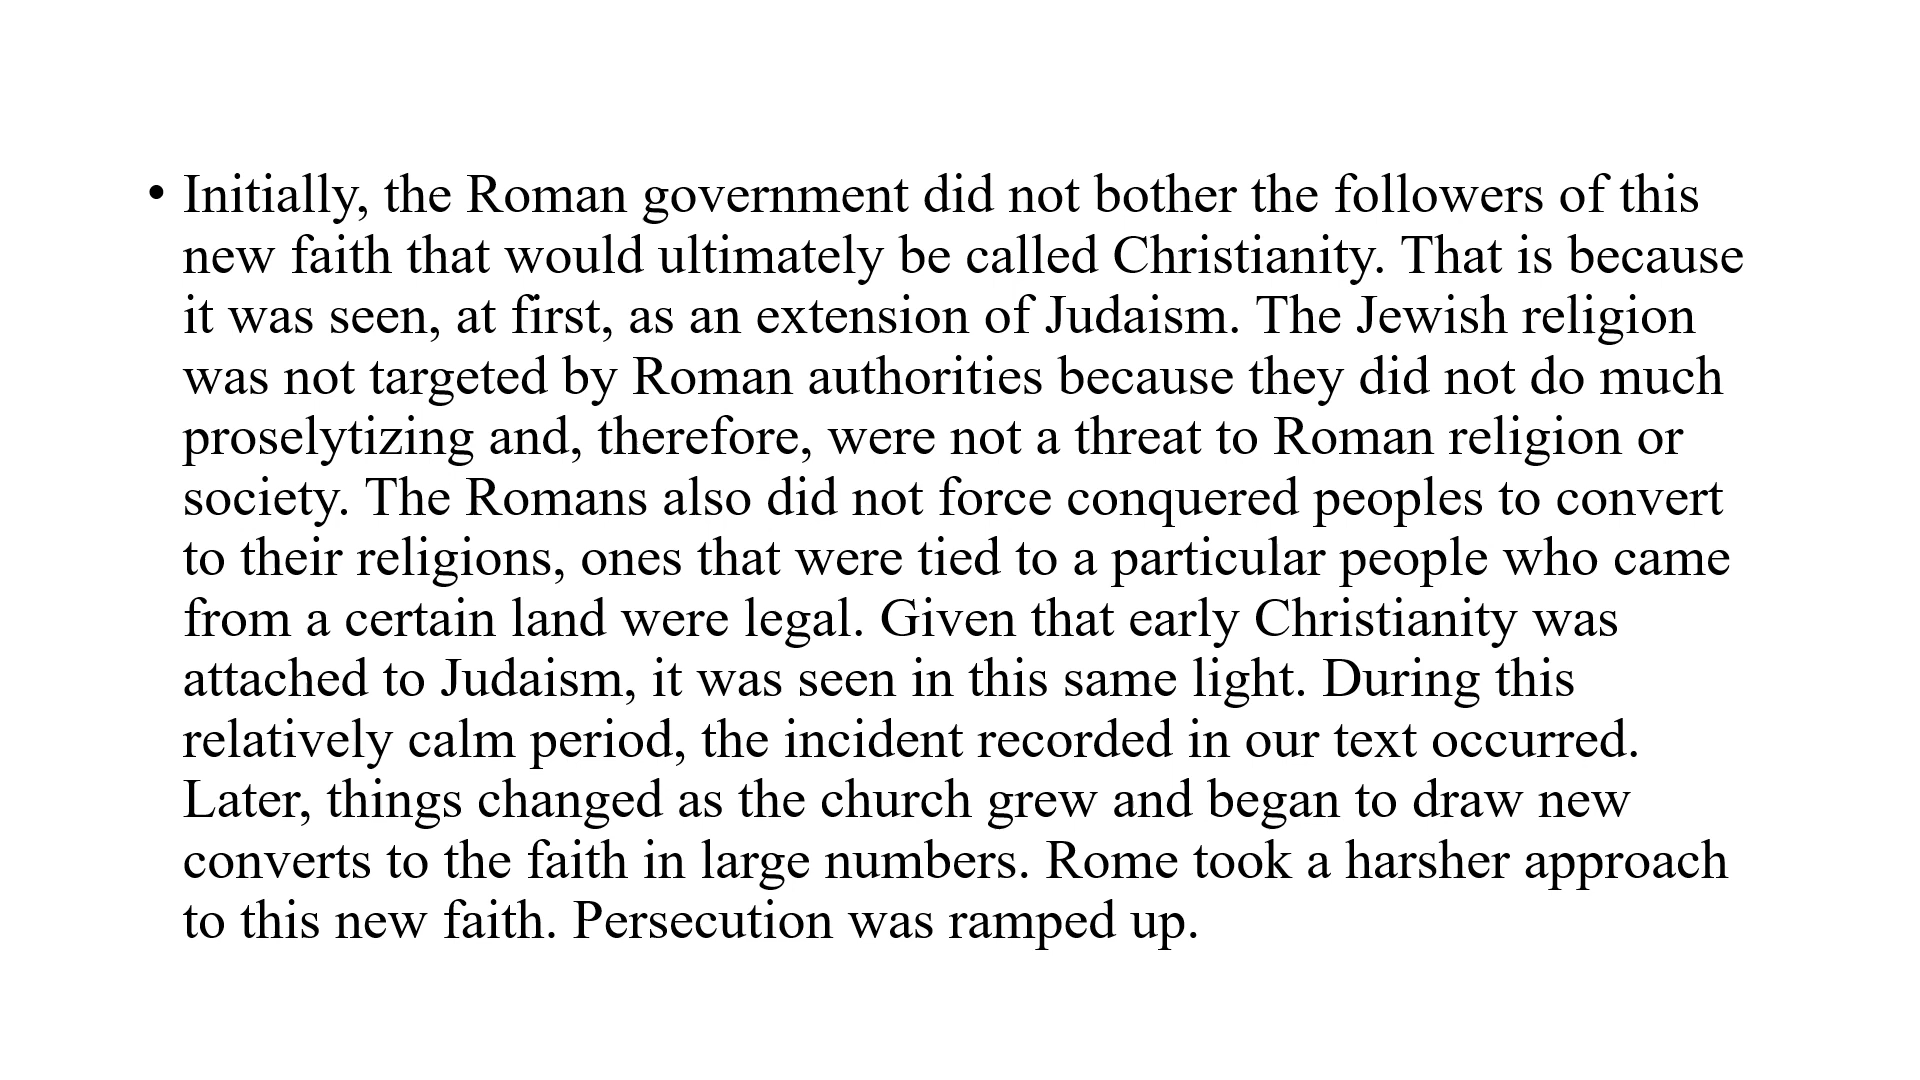 • Initially, the Roman government did not bother the followers of this
new faith that would ultimately be called Christianity. That is because
it was seen, at first, as an extension of Judaism. The Jewish religion
was not targeted by Roman authorities because they did not do much
proselytizing and, therefore, were not a threat to Roman religion or
society. The Romans also did not force conquered peoples to convert
to their religions, ones that were tied to a particular people who came
from a certain land were legal. Given that early Christianity was
attached to Judaism, it was seen in this same light. During this
relatively calm period, the incident recorded in our text occurred.
Later, things changed as the church grew and began to draw new
converts to the faith in large numbers. Rome took a harsher approach
to this new faith. Persecution was ramped up.